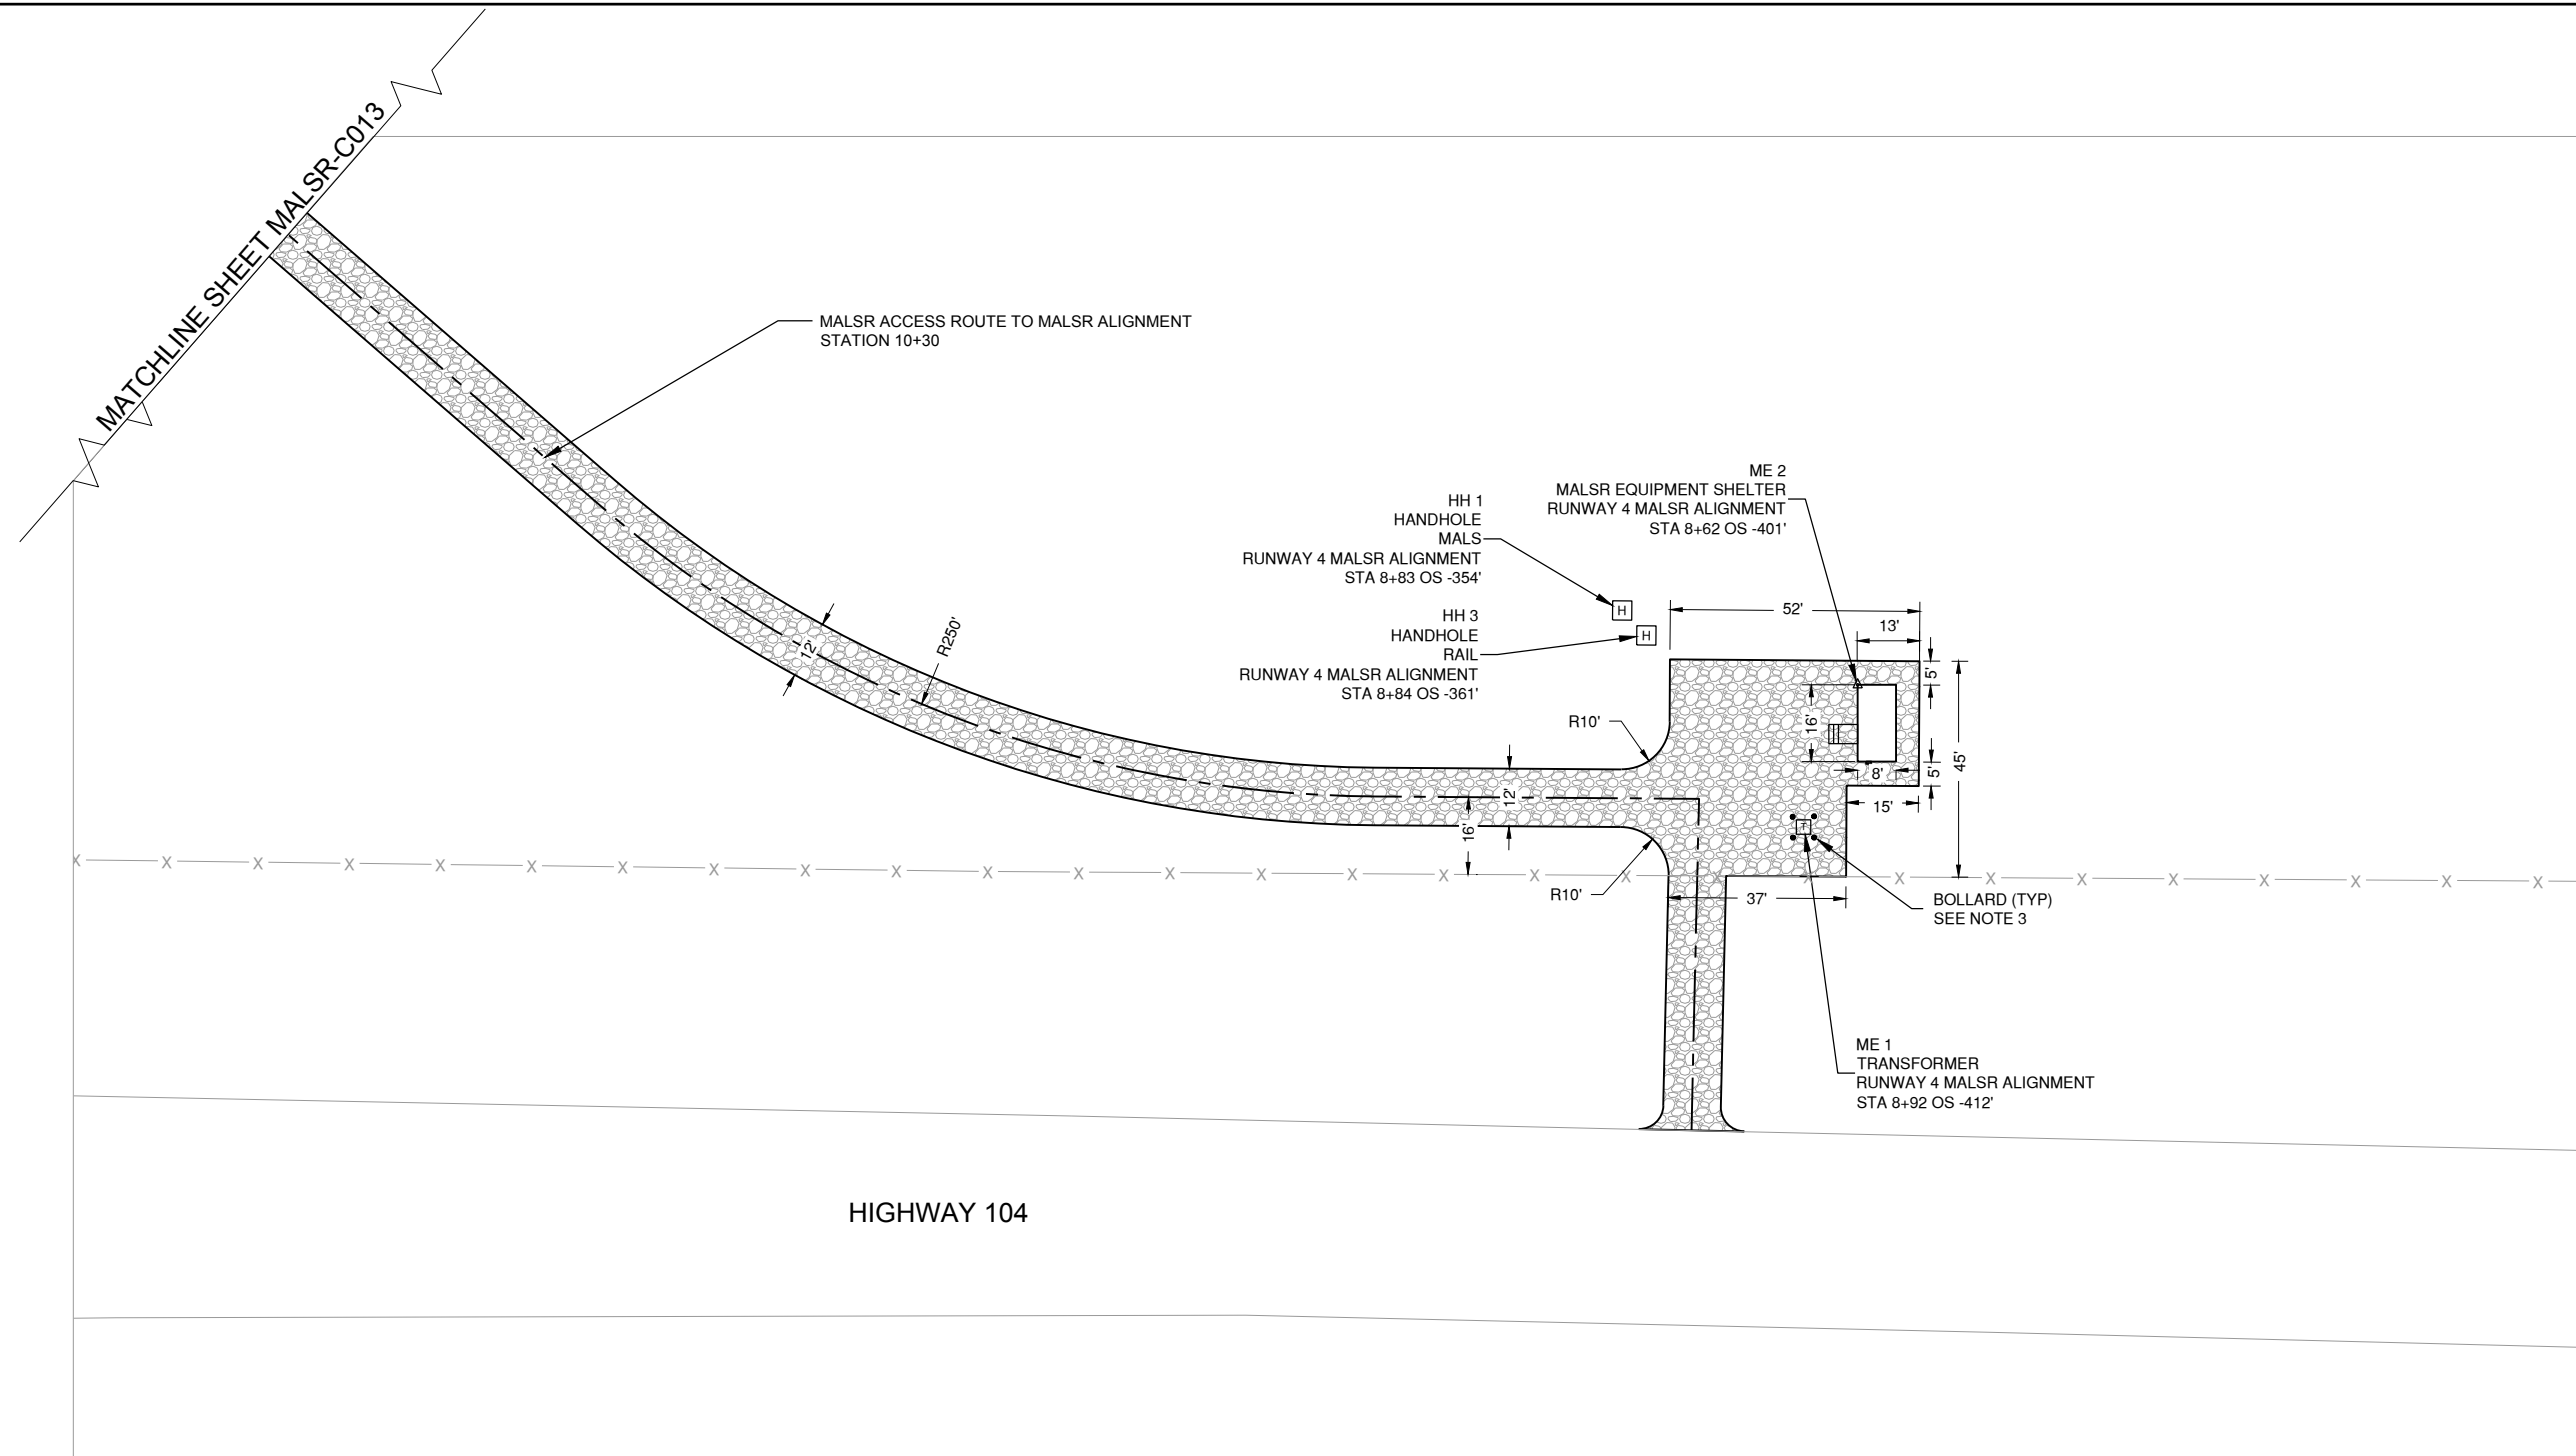 MATCHLINE SHEET MALSR-C013
MALSR ACCESS ROUTE TO MALSR ALIGNMENT
STATION 10+30
ME 2
MALSR EQUIPMENT SHELTER
RUNWAY 4 MALSR ALIGNMENT
STA 8+62 OS -401'
HH 1
HANDHOLE
MALS
RUNWAY 4 MALSR ALIGNMENT
STA 8+83 OS -354'
H
HH 3
HANDHOLE
RAIL
RUNWAY 4 MALSR ALIGNMENT
STA 8+84 OS -361'
H
52'
13'
5'
16'
8'
5'
45'
15'
12'
R250'
R10'
12'
16'
R10'
T
37'
X X X X X X X X X X X X X X X X X X X X X X X X X X X X
BOLLARD (TYP)
SEE NOTE 3
ME 1
TRANSFORMER
RUNWAY 4 MALSR ALIGNMENT
STA 8+92 OS -412'
HIGHWAY 104